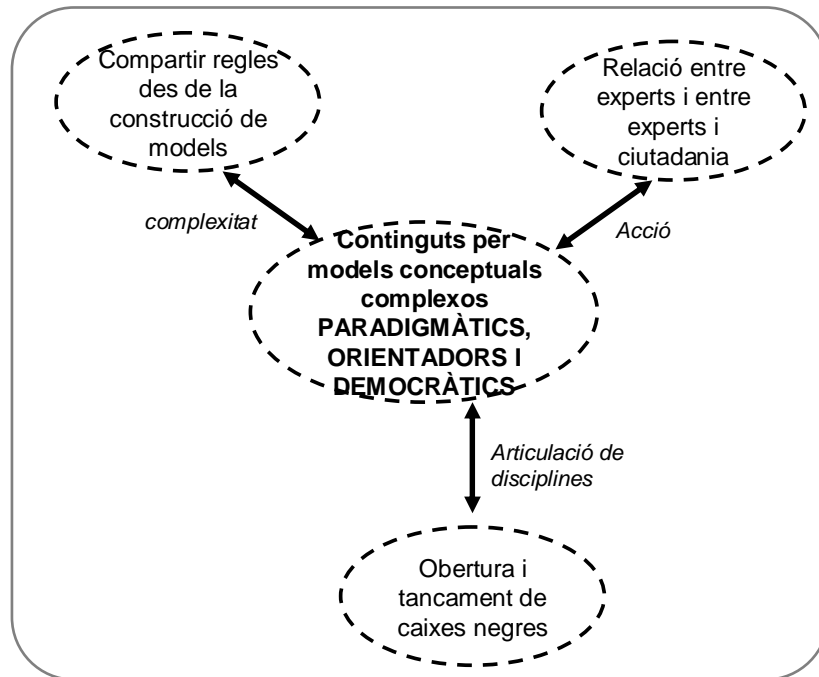 Compartir regles
des de la
construcció de
models
Relació entre
experts i entre
experts i
ciutadania
complexitat
Acció
Continguts per
models conceptuals
complexos
PARADIGMÀTICS,
ORIENTADORS I
DEMOCRÀTICS
Articulació de
disciplines
Obertura i
tancament de
caixes negres